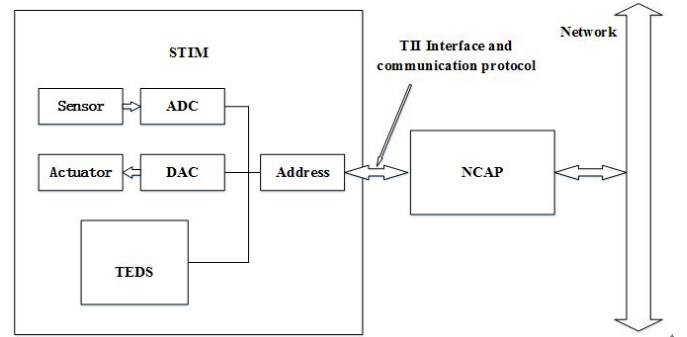 Network
TII Interface and
communication protocol
STIM
Sensor
ADC
Actuator
DAC
Address
NCAP
TEDS